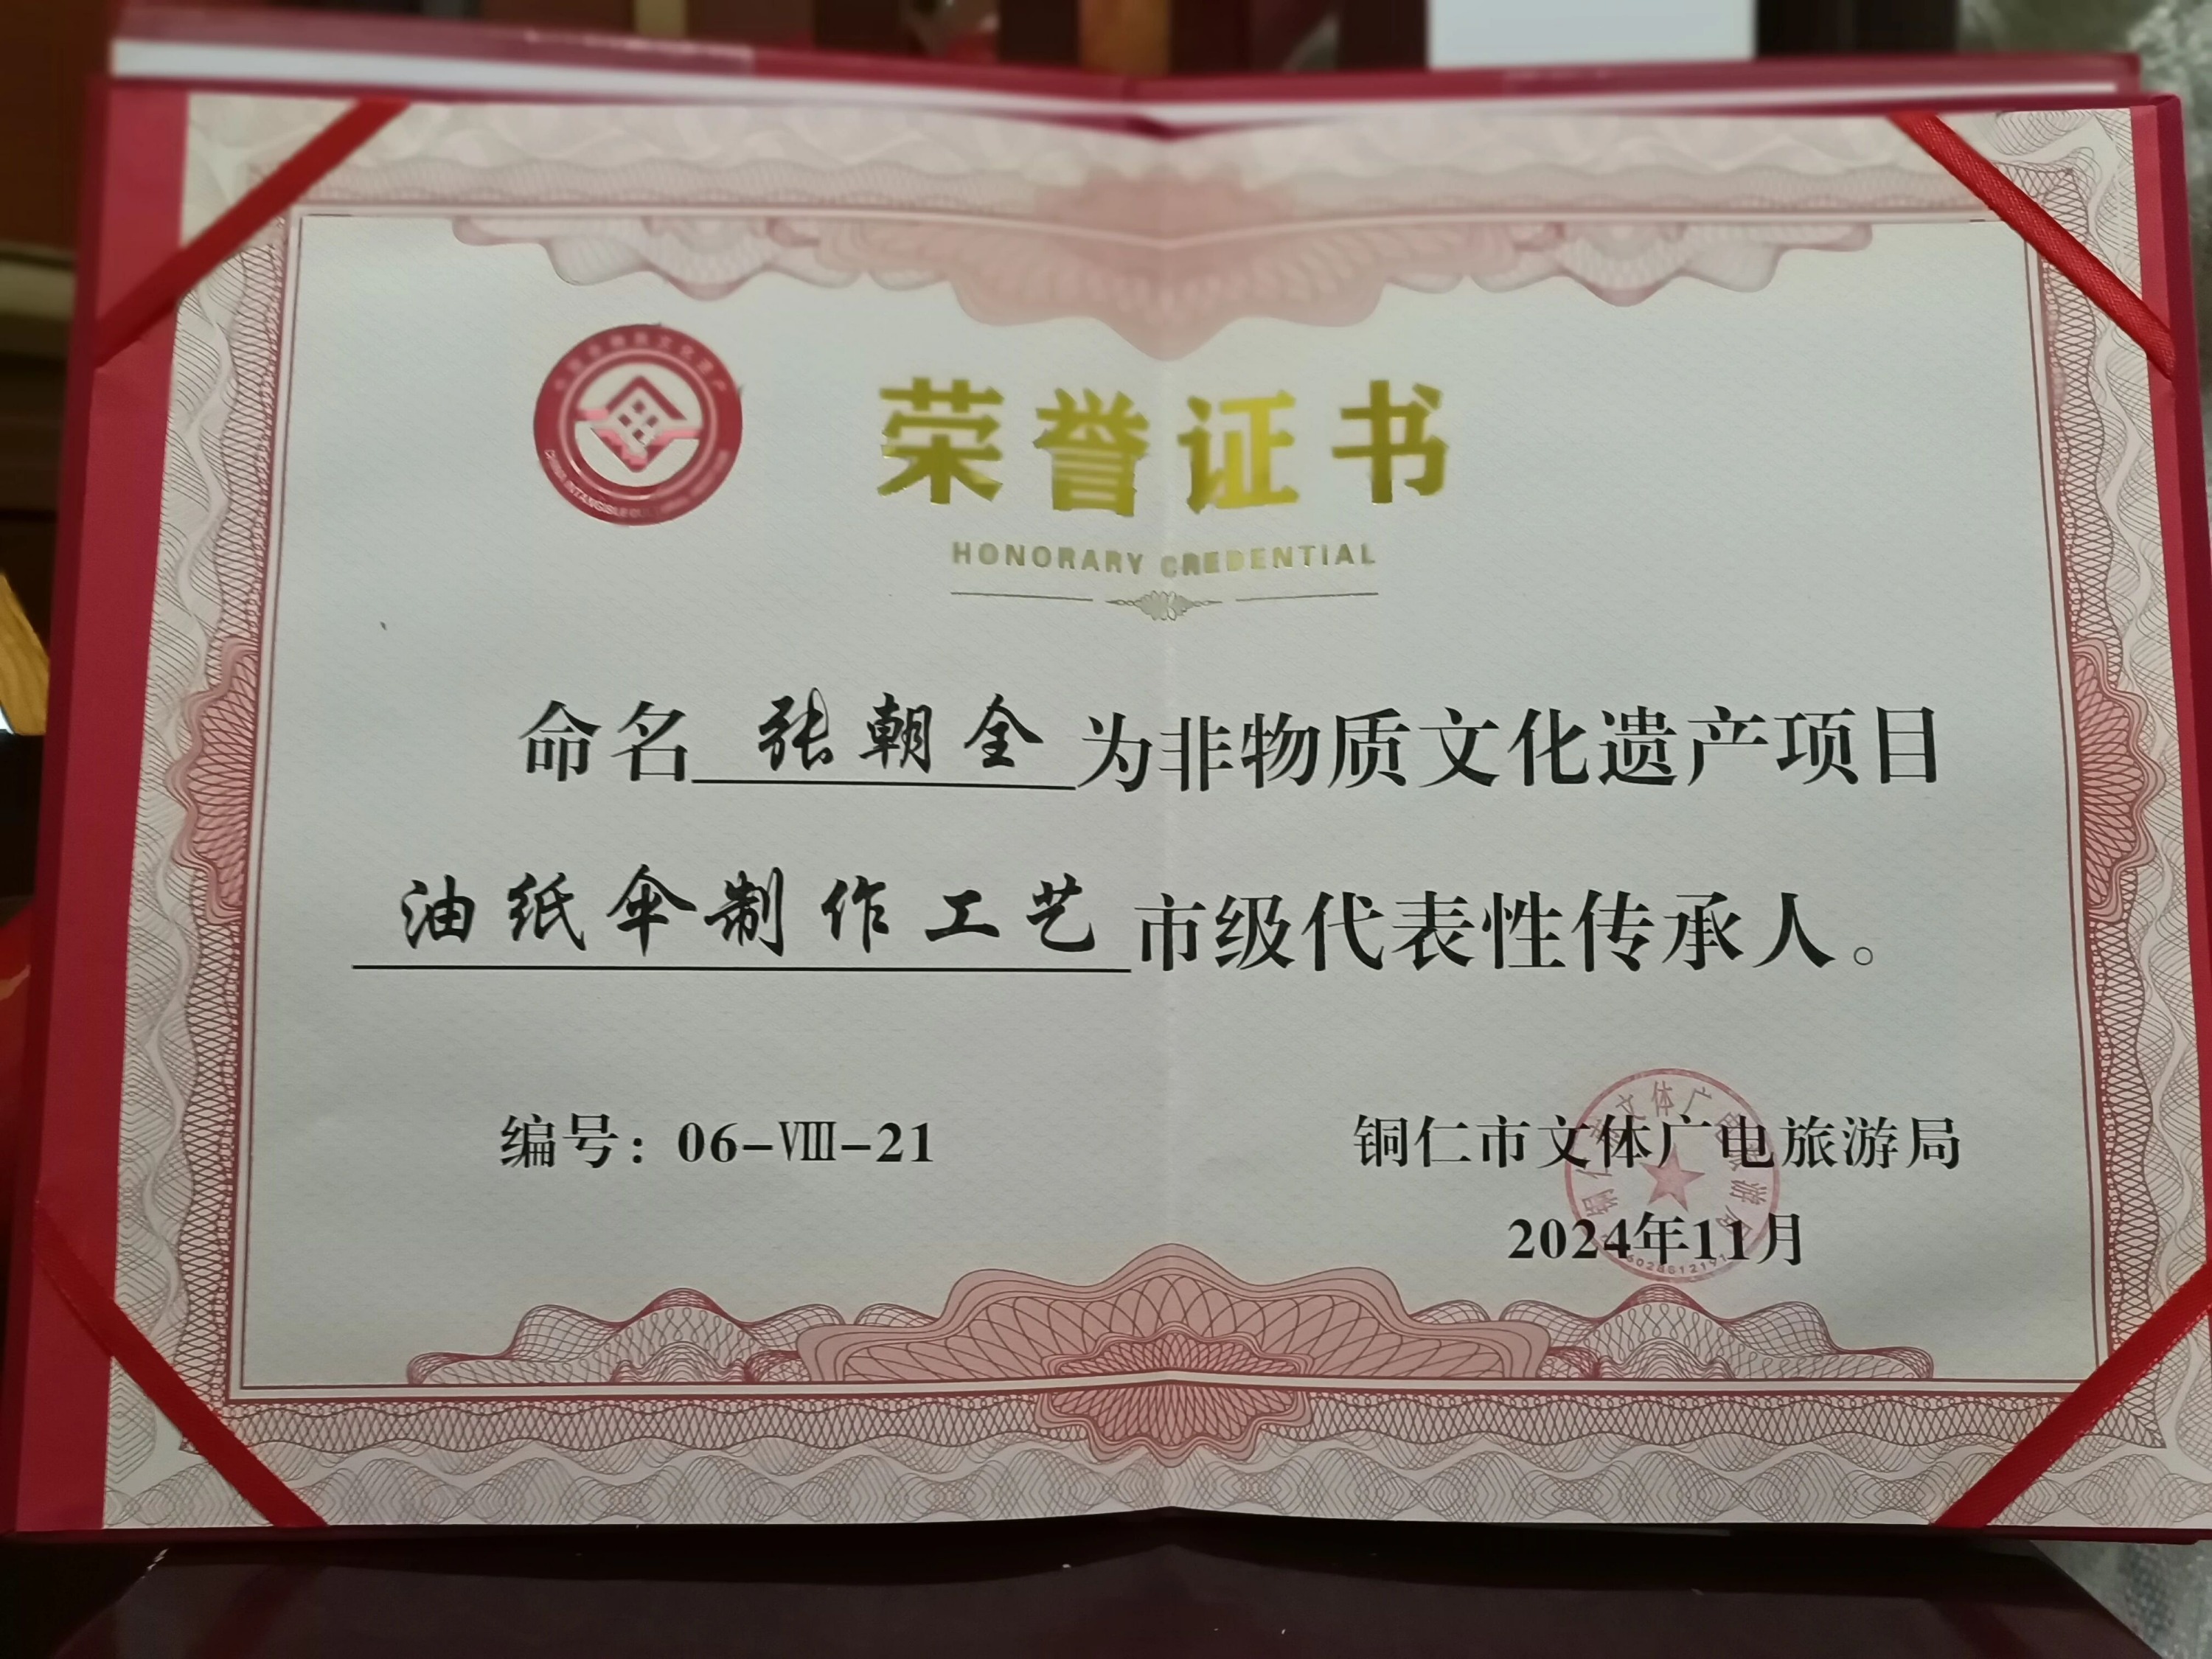 荣誉证书
HONORARY CREDENTIAL
命名 张朝全 为非物质文化遗产项目
油纸伞制作工艺 市级代表性传承人。
编号：06-Ⅷ-21
铜仁市文体广电旅游局
2024年11月